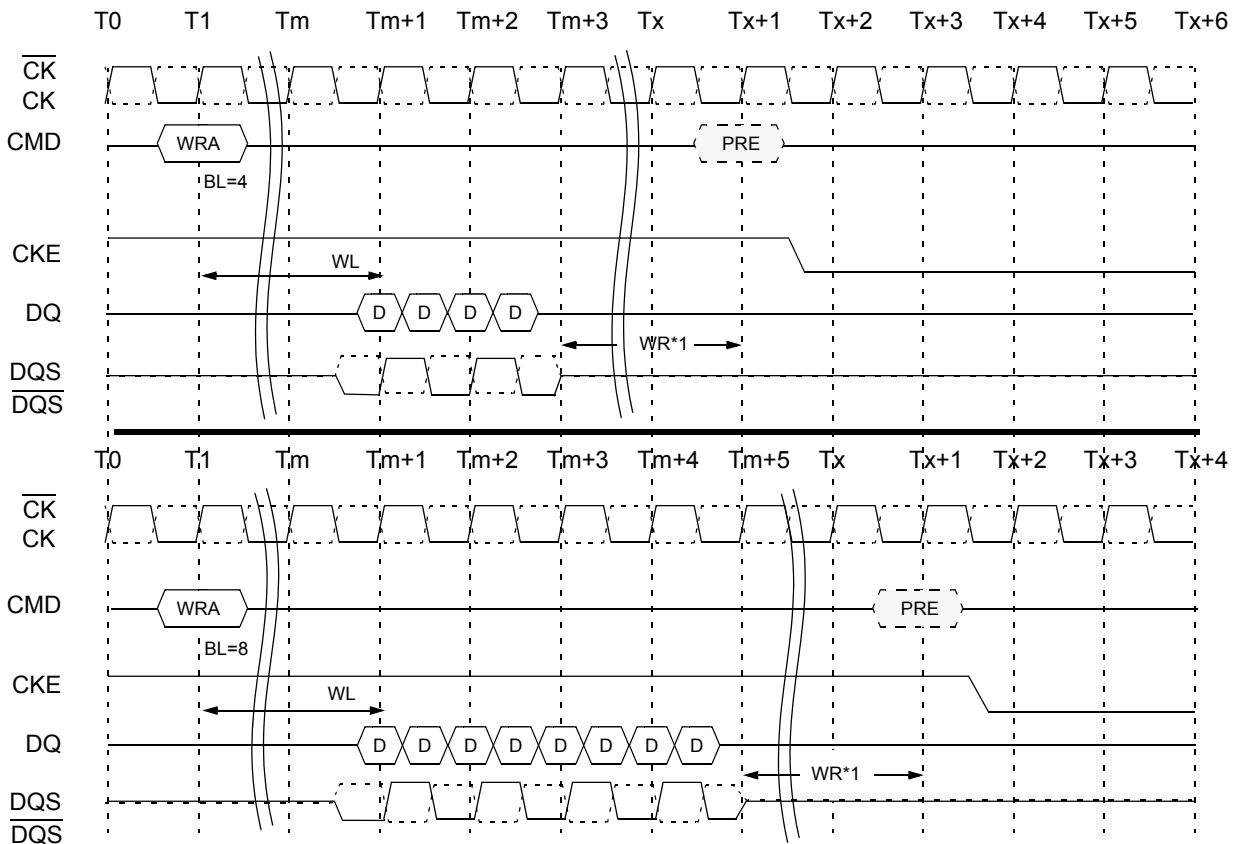 T0 T1 Tm Tm+1 Tm+2 Tm+3 Tx Tx+1 Tx+2 Tx+3 Tx+4 Tx+5 Tx+6
CK
CK
CMD WRA PRE
BL=4
CKE
WL
DQ D D D D
WR*1
DQS
DQS
T0 T1 Tm Tm+1 Tm+2 Tm+3 Tm+4 Tm+5 Tx Tx+1 Tx+2 Tx+3 Tx+4
CK
CK
CMD WRA PRE
BL=8
CKE
WL
DQ D D D D D D D D
WR*1
DQS
DQS